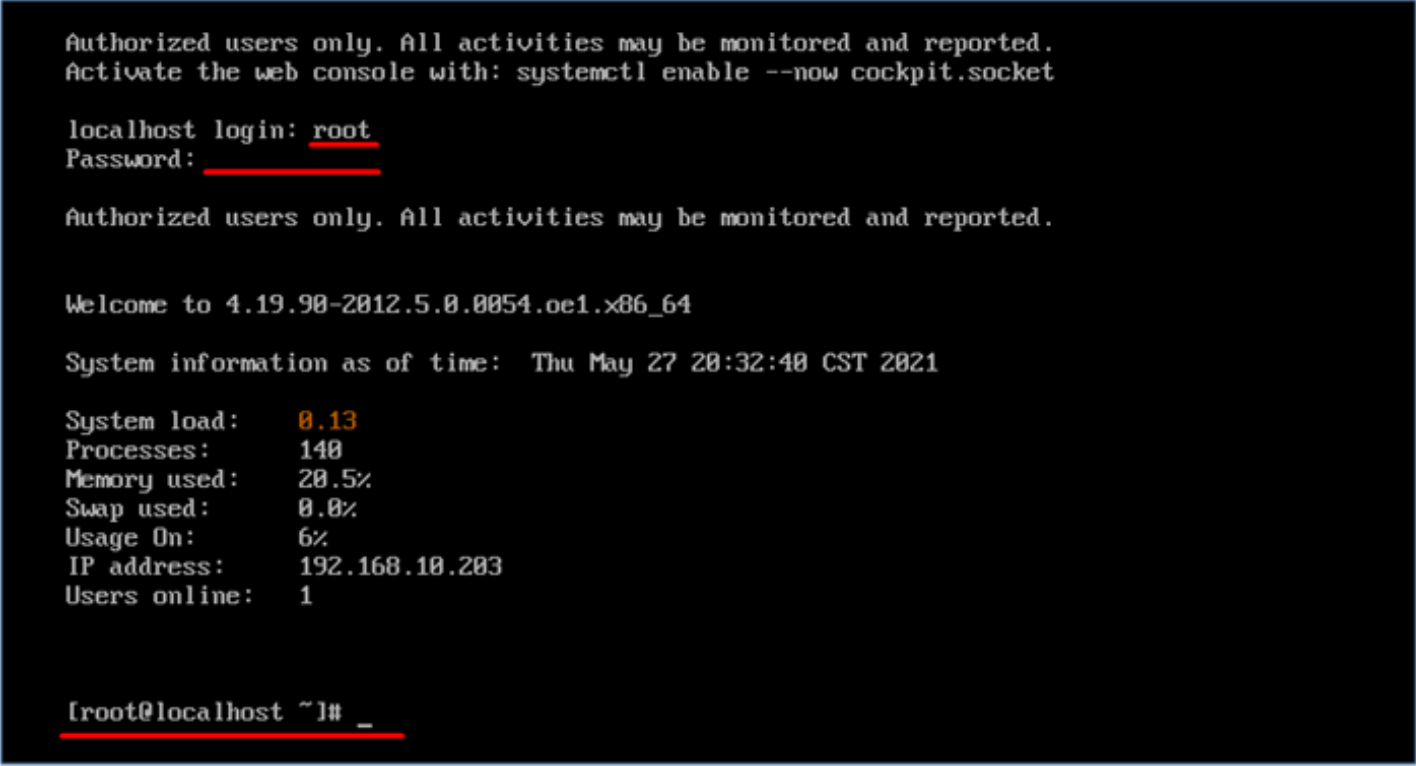 Authorized users only. All activities may be monitored and reported.
Activate the web console with: systemctl enable --now cockpit.socket
localhost login: root
Password:
Authorized users only. All activities may be monitored and reported.
Welcome to 4.19.90-2012.5.0.0054.oe1.x86_64
System information as of time:  Thu May 27 20:32:40 CST 2021
System load:    0.13
Processes:      140
Memory used:    20.5%
Swap used:      0.0%
Usage On:       6%
IP address:     192.168.10.203
Users online:   1
[root@localhost ~]# _